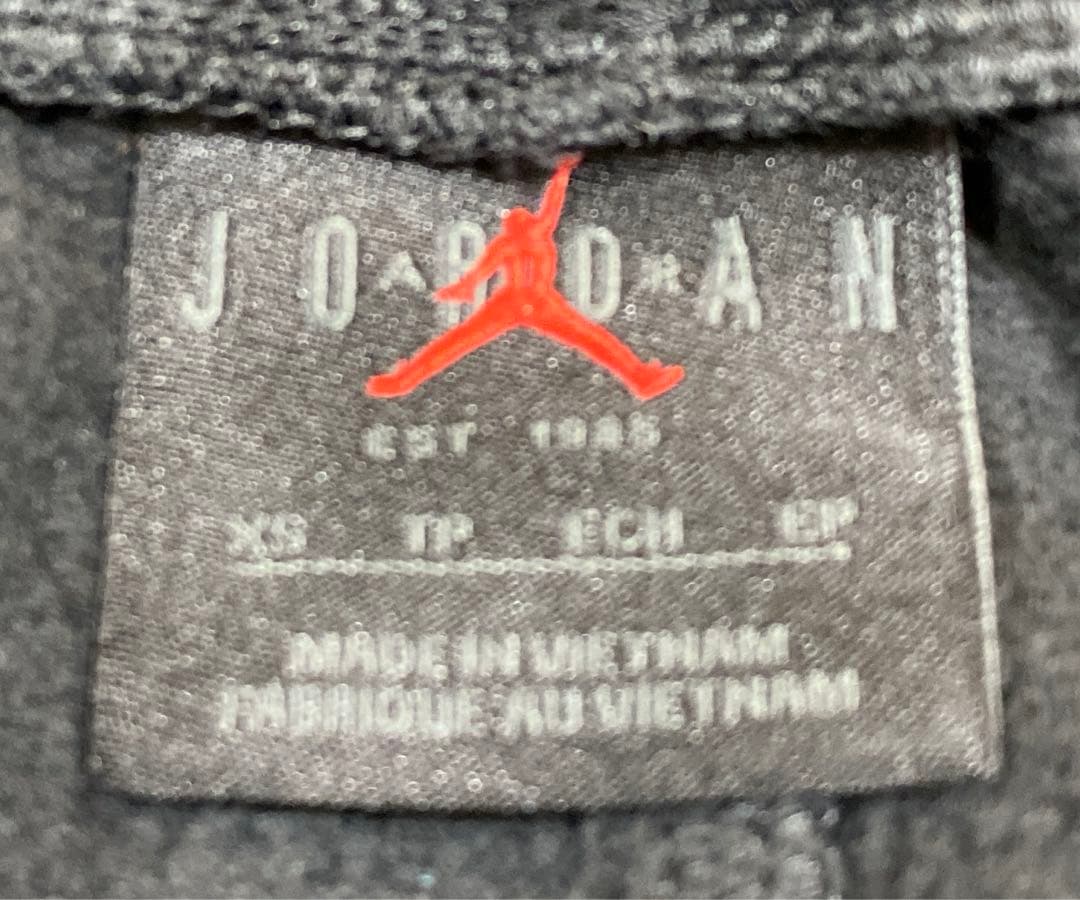 JORDAN
EST 1985
XS TP ECH EP
MADE IN VIETNAM
FABRIQUE AU VIETNAM